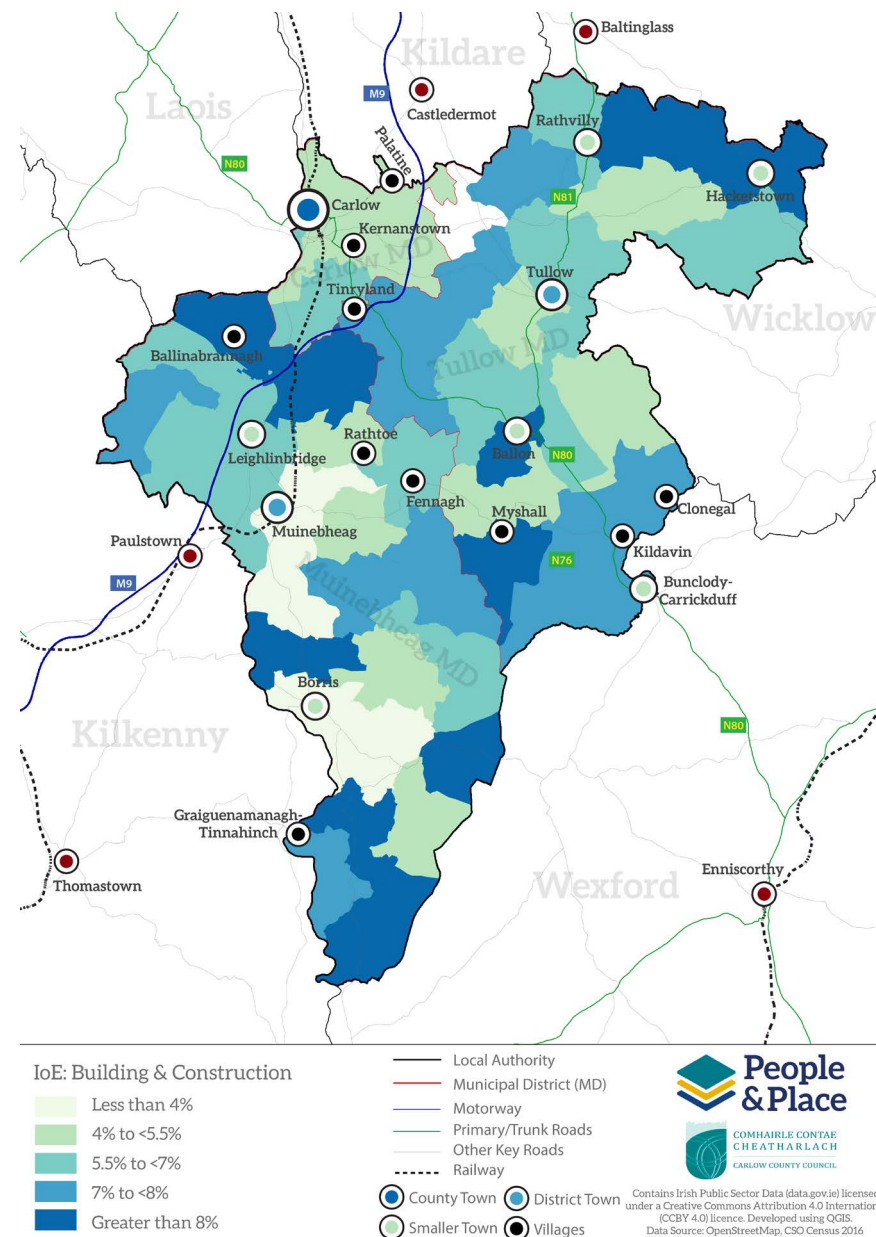 Baltinglass
Kildare
M9
Castledermot
Laois
Palatine
Rathvilly
N80
N81
Hacketstown
Carlow
Kernanstown
Carlow MD
Tullow
Tinryland
Wicklow
Ballinabrannagh
Tullow MD
Leighlinbridge
Rathtoe
Ballon
N80
Fennagh
Clonegal
Muinebheag
Myshall
Paulstown
Kildavin
N76
M9
Bunclody-
Carrickduff
Muinebheag MD
Borris
Kilkenny
N80
Graiguenamanagh-
Tinnahinch
Thomastown
Wexford
Enniscorthy
IoE: Building & Construction
Less than 4%
4% to <5.5%
5.5% to <7%
7% to <8%
Greater than 8%
Local Authority
Municipal District (MD)
Motorway
Primary/Trunk Roads
Other Key Roads
Railway
County Town
District Town
Smaller Town
Villages
People
&Place
COMHAIRLE CONTAE
CHEATHARLACH
CARLOW COUNTY COUNCIL
Contains Irish Public Sector Data (data.gov.ie) licensed
under a Creative Commons Attribution 4.0 Internation
(CCBY 4.0) licence. Developed using QGIS.
Data Source: OpenStreetMap, CSO Census 2016